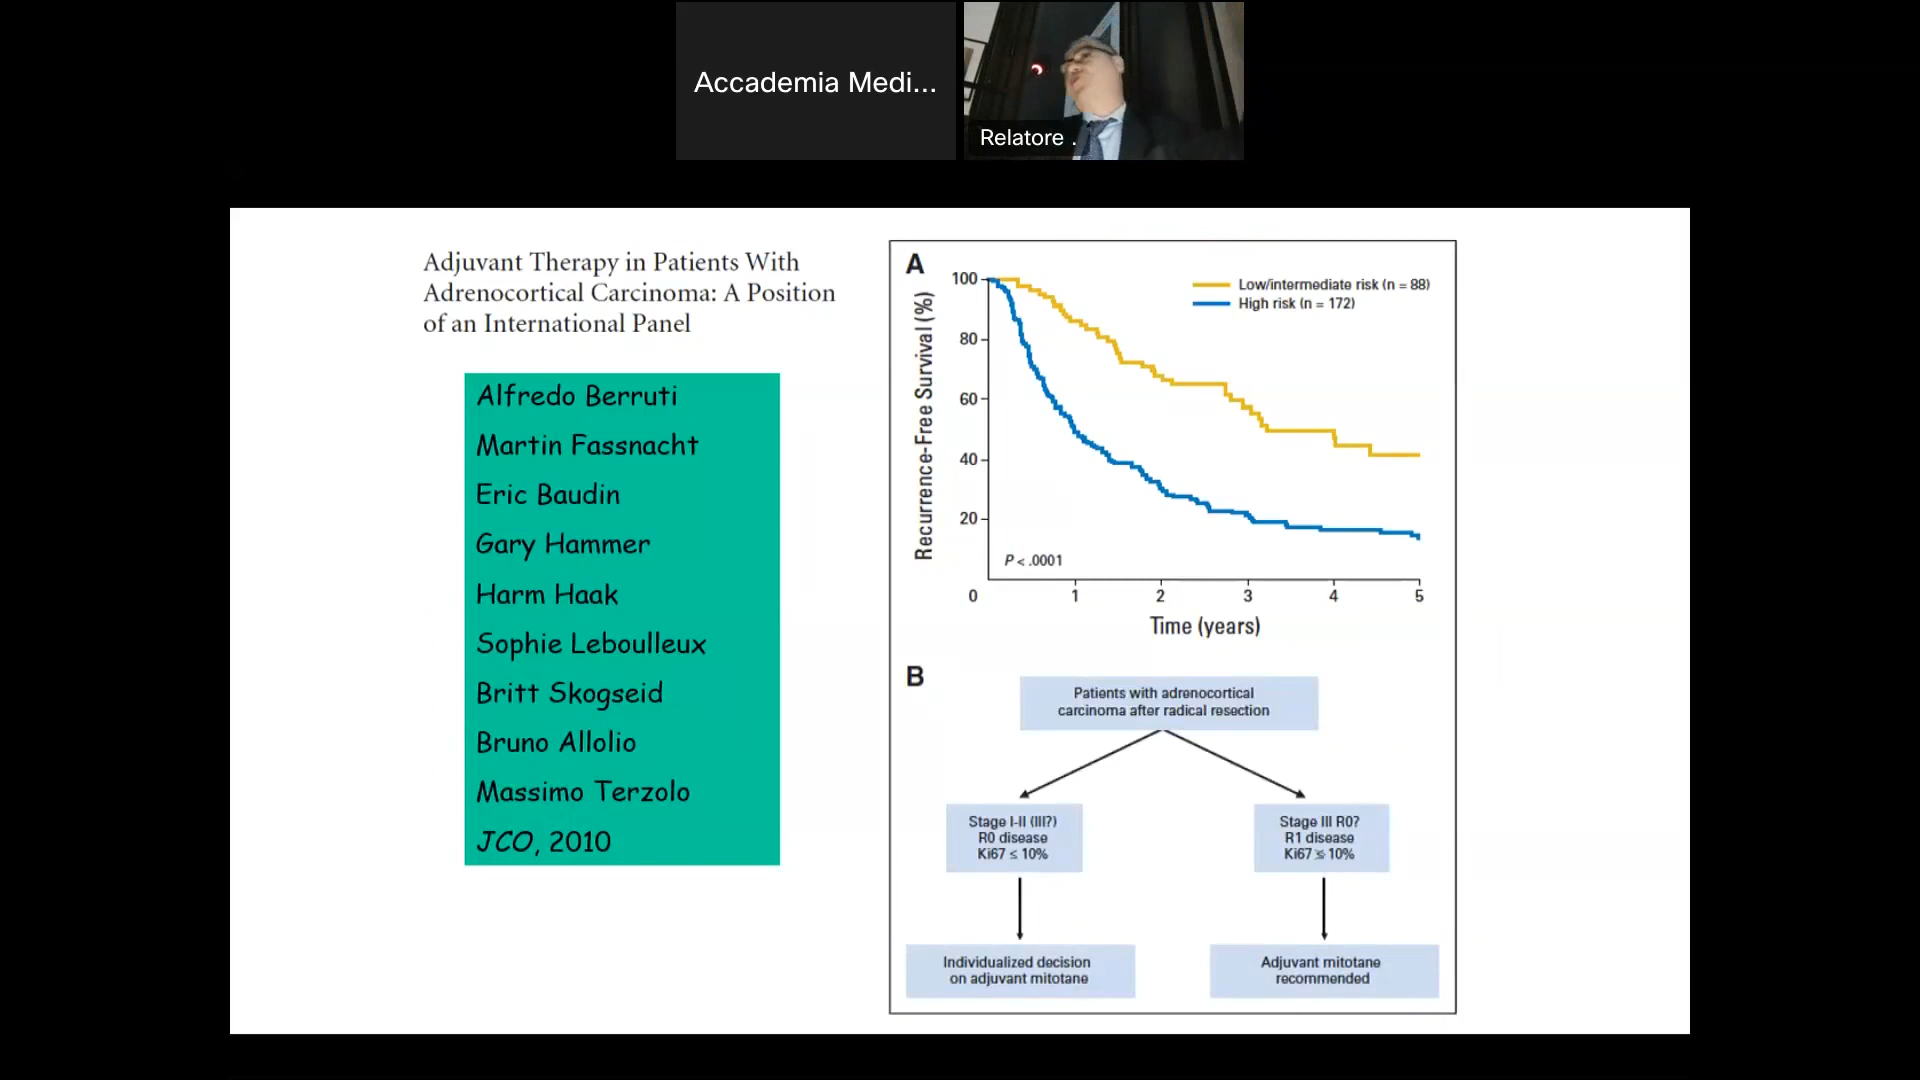 Accademia Medi...
Relatore .
Adjuvant Therapy in Patients With
Adrenocortical Carcinoma: A Position
of an International Panel
Alfredo Berruti
Martin Fassnacht
Eric Baudin
Gary Hammer
Harm Haak
Sophie Leboulleux
Britt Skogseid
Bruno Allolio
Massimo Terzolo
JCO, 2010
A
Recurrence-Free Survival (%)
100
80
60
40
20
Low/intermediate risk (n = 88)
High risk (n = 172)
P < .0001
0 1 2 3 4 5
Time (years)
B
Patients with adrenocortical
carcinoma after radical resection
Stage I-II (III?)
R0 disease
Ki67 ≤ 10%
Stage III R0?
R1 disease
Ki67 10%
Individualized decision
on adjuvant mitotane
Adjuvant mitotane
recommended